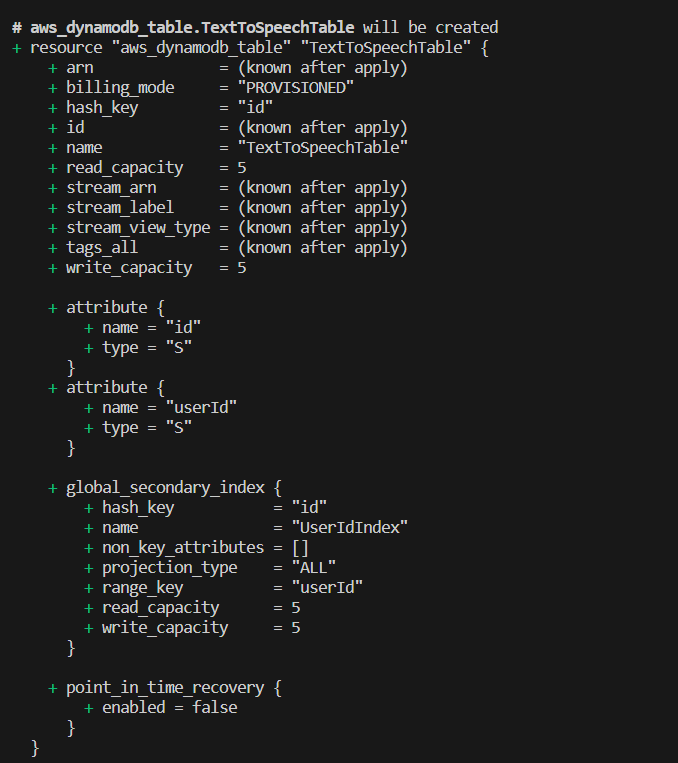 # aws_dynamodb_table.TextToSpeechTable will be created
+ resource "aws_dynamodb_table" "TextToSpeechTable" {
    + arn              = (known after apply)
    + billing_mode     = "PROVISIONED"
    + hash_key         = "id"
    + id               = (known after apply)
    + name             = "TextToSpeechTable"
    + read_capacity    = 5
    + stream_arn       = (known after apply)
    + stream_label     = (known after apply)
    + stream_view_type = (known after apply)
    + tags_all         = (known after apply)
    + write_capacity   = 5

    + attribute {
        + name = "id"
        + type = "S"
      }
    + attribute {
        + name = "userId"
        + type = "S"
      }

    + global_secondary_index {
        + hash_key           = "id"
        + name               = "UserIdIndex"
        + non_key_attributes = []
        + projection_type    = "ALL"
        + range_key          = "userId"
        + read_capacity      = 5
        + write_capacity     = 5
      }

    + point_in_time_recovery {
        + enabled = false
      }
  }